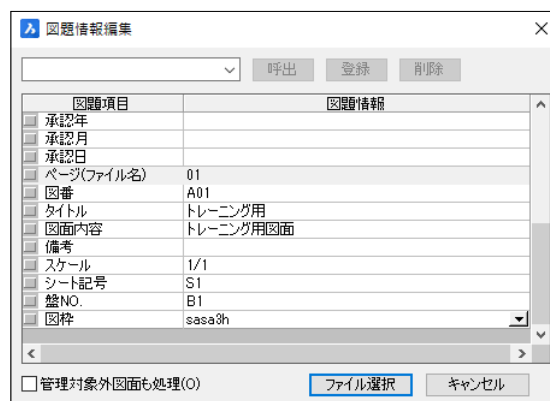 図題情報編集
呼出 登録 削除
図題項目 図題情報
承認年
承認月
承認日
ページ(ファイル名) 01
図番 A01
タイトル トレーニング用
図面内容 トレーニング用図面
備考
スケール 1/1
シート記号 S1
盤NO. B1
図枠 sasa3h
管理対象外図面も処理(O) ファイル選択 キャンセル